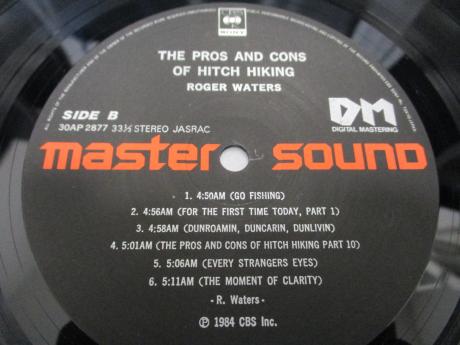 CBS
SONY
THE PROS AND CONS
OF HITCH HIKING
ROGER WATERS
SIDE B
30AP 2877 33⅓ STEREO JASRAC
DM
DIGITAL MASTERING
master sound
1. 4:50AM (GO FISHING)
2. 4:56AM (FOR THE FIRST TIME TODAY, PART 1)
3. 4:58AM (DUNROAMIN, DUNCARIN, DUNLIVIN)
4. 5:01AM (THE PROS AND CONS OF HITCH HIKING PART 10)
5. 5:06AM (EVERY STRANGERS EYES)
6. 5:11AM (THE MOMENT OF CLARITY)
- R. Waters -
Ⓟ 1984 CBS Inc.